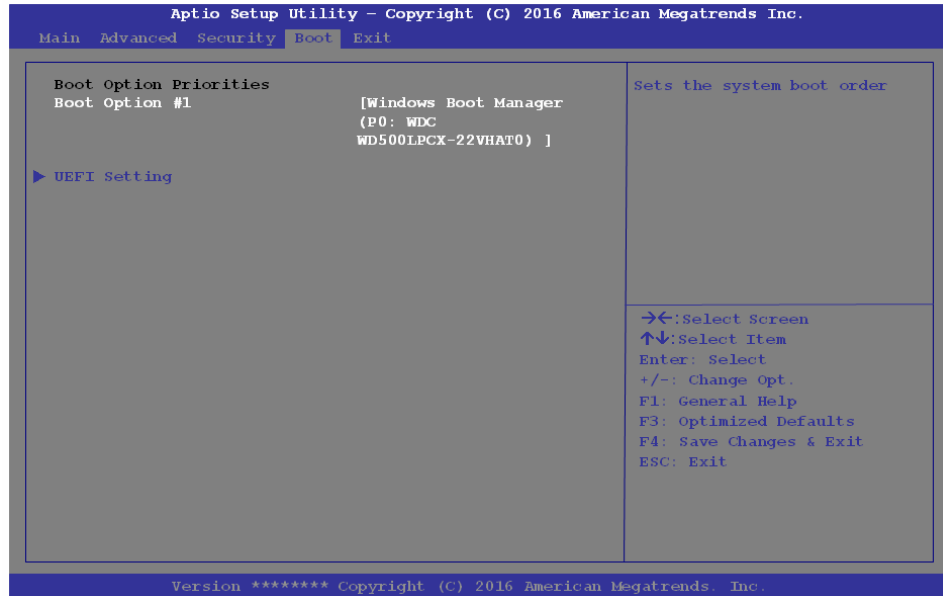 Aptio Setup Utility – Copyright (C) 2016 American Megatrends Inc.
Main Advanced Security Boot Exit
Boot Option Priorities
Boot Option #1 [Windows Boot Manager
(P0: WDC
WD500LPCX-22VHAT0) ]
▶ UEFI Setting
Sets the system boot order
→←:Select Screen
↑↓:Select Item
Enter: Select
+/-: Change Opt.
F1: General Help
F3: Optimized Defaults
F4: Save Changes & Exit
ESC: Exit
Version ******** Copyright (C) 2016 American Megatrends. Inc.